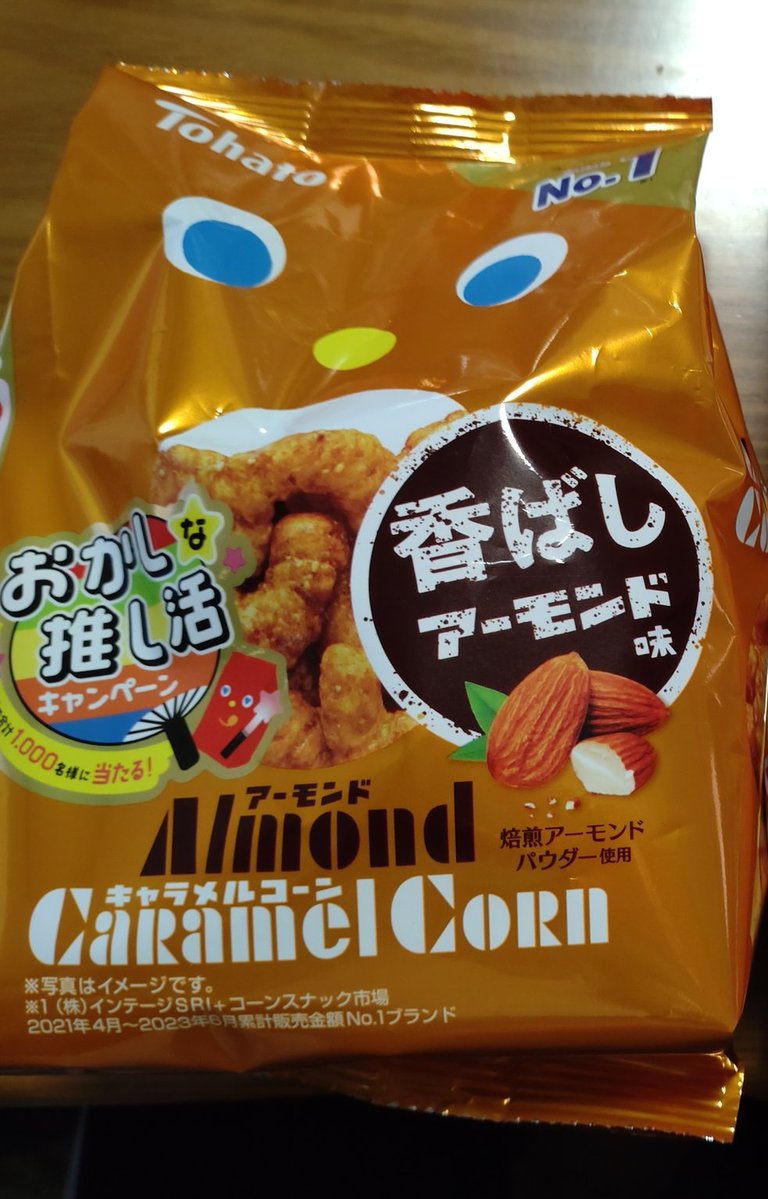 Tohato
No.1
香ばし
アーモンド
味
おかしな
推し活
キャンペーン
合計1,000名様に当たる!
アーモンド
Almond
焙煎アーモンド
パウダー使用
キャラメルコーン
Caramel Corn
※写真はイメージです。
※1 (株)インテージSRI+コーンスナック市場
2021年4月~2023年6月累計販売金額No.1ブランド